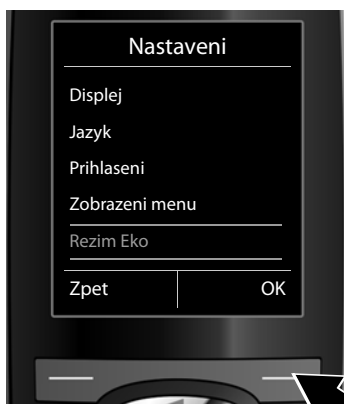 Nastaveni
Displej
Jazyk
Prihlaseni
Zobrazeni menu
Rezim Eko
Zpet OK